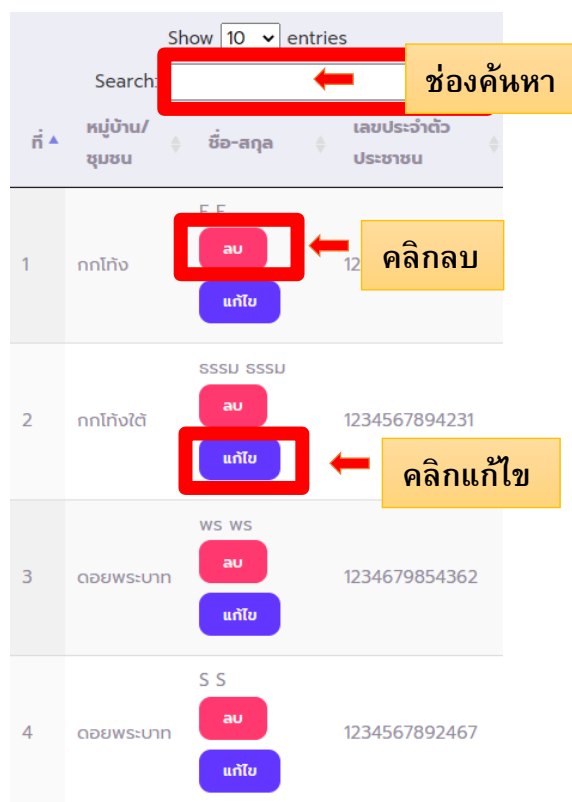 Show 10 entries
Search:
ช่องค้นหา
ที่
หมู่บ้าน/
ชุมชน
ชื่อ-สกุล
เลขประจำตัว
ประชาชน
ลบ
1
กกโท้ง
12
คลิกลบ
แก้ไข
ธรรม ธรรม
ลบ
2
กกโท้งใต้
1234567894231
แก้ไข
คลิกแก้ไข
พร พร
ลบ
3
ดอยพระบาท
1234679854362
แก้ไข
S S
ลบ
4
ดอยพระบาท
1234567892467
แก้ไข